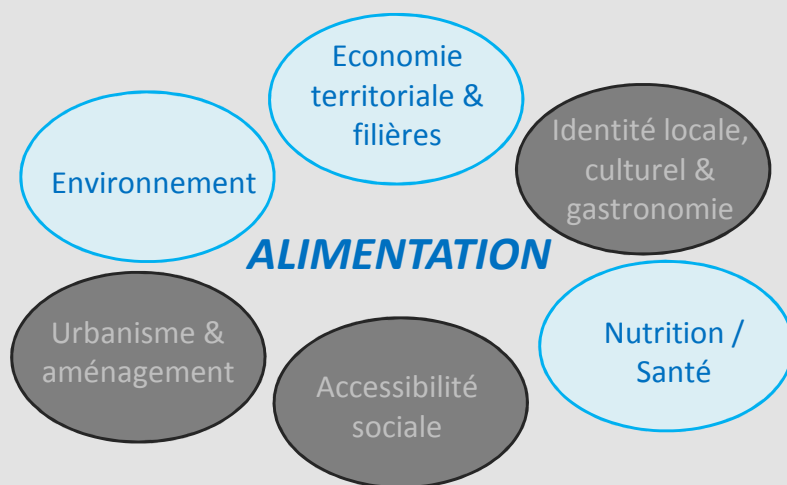 Economie
territoriale &
filières
Identité locale,
culturel &
gastronomie
Environnement
ALIMENTATION
Urbanisme &
aménagement
Nutrition /
Santé
Accessibilité
sociale